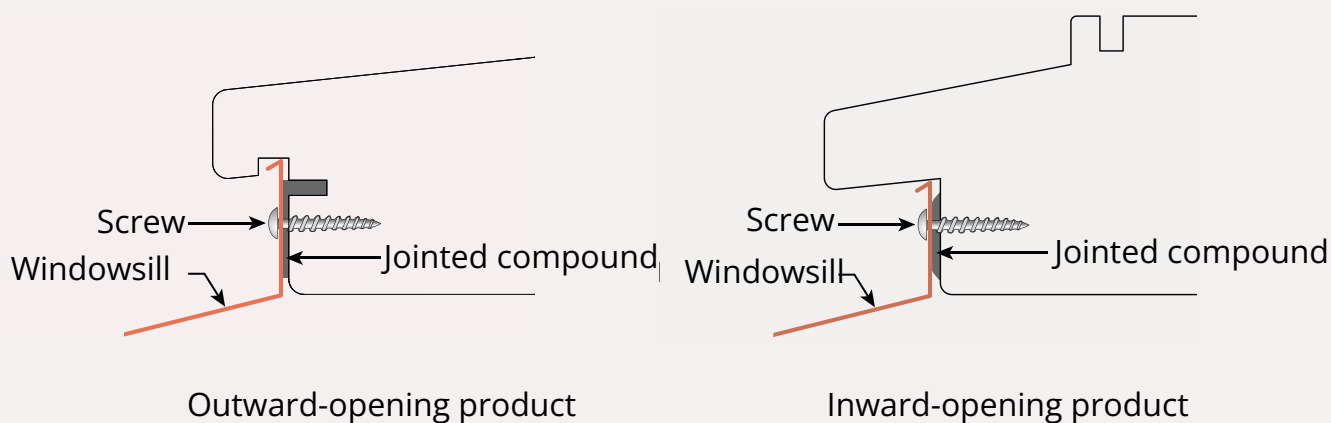 Screw
Windowsill
Jointed compound
Outward-opening product
Screw
Windowsill
Jointed compound
Inward-opening product